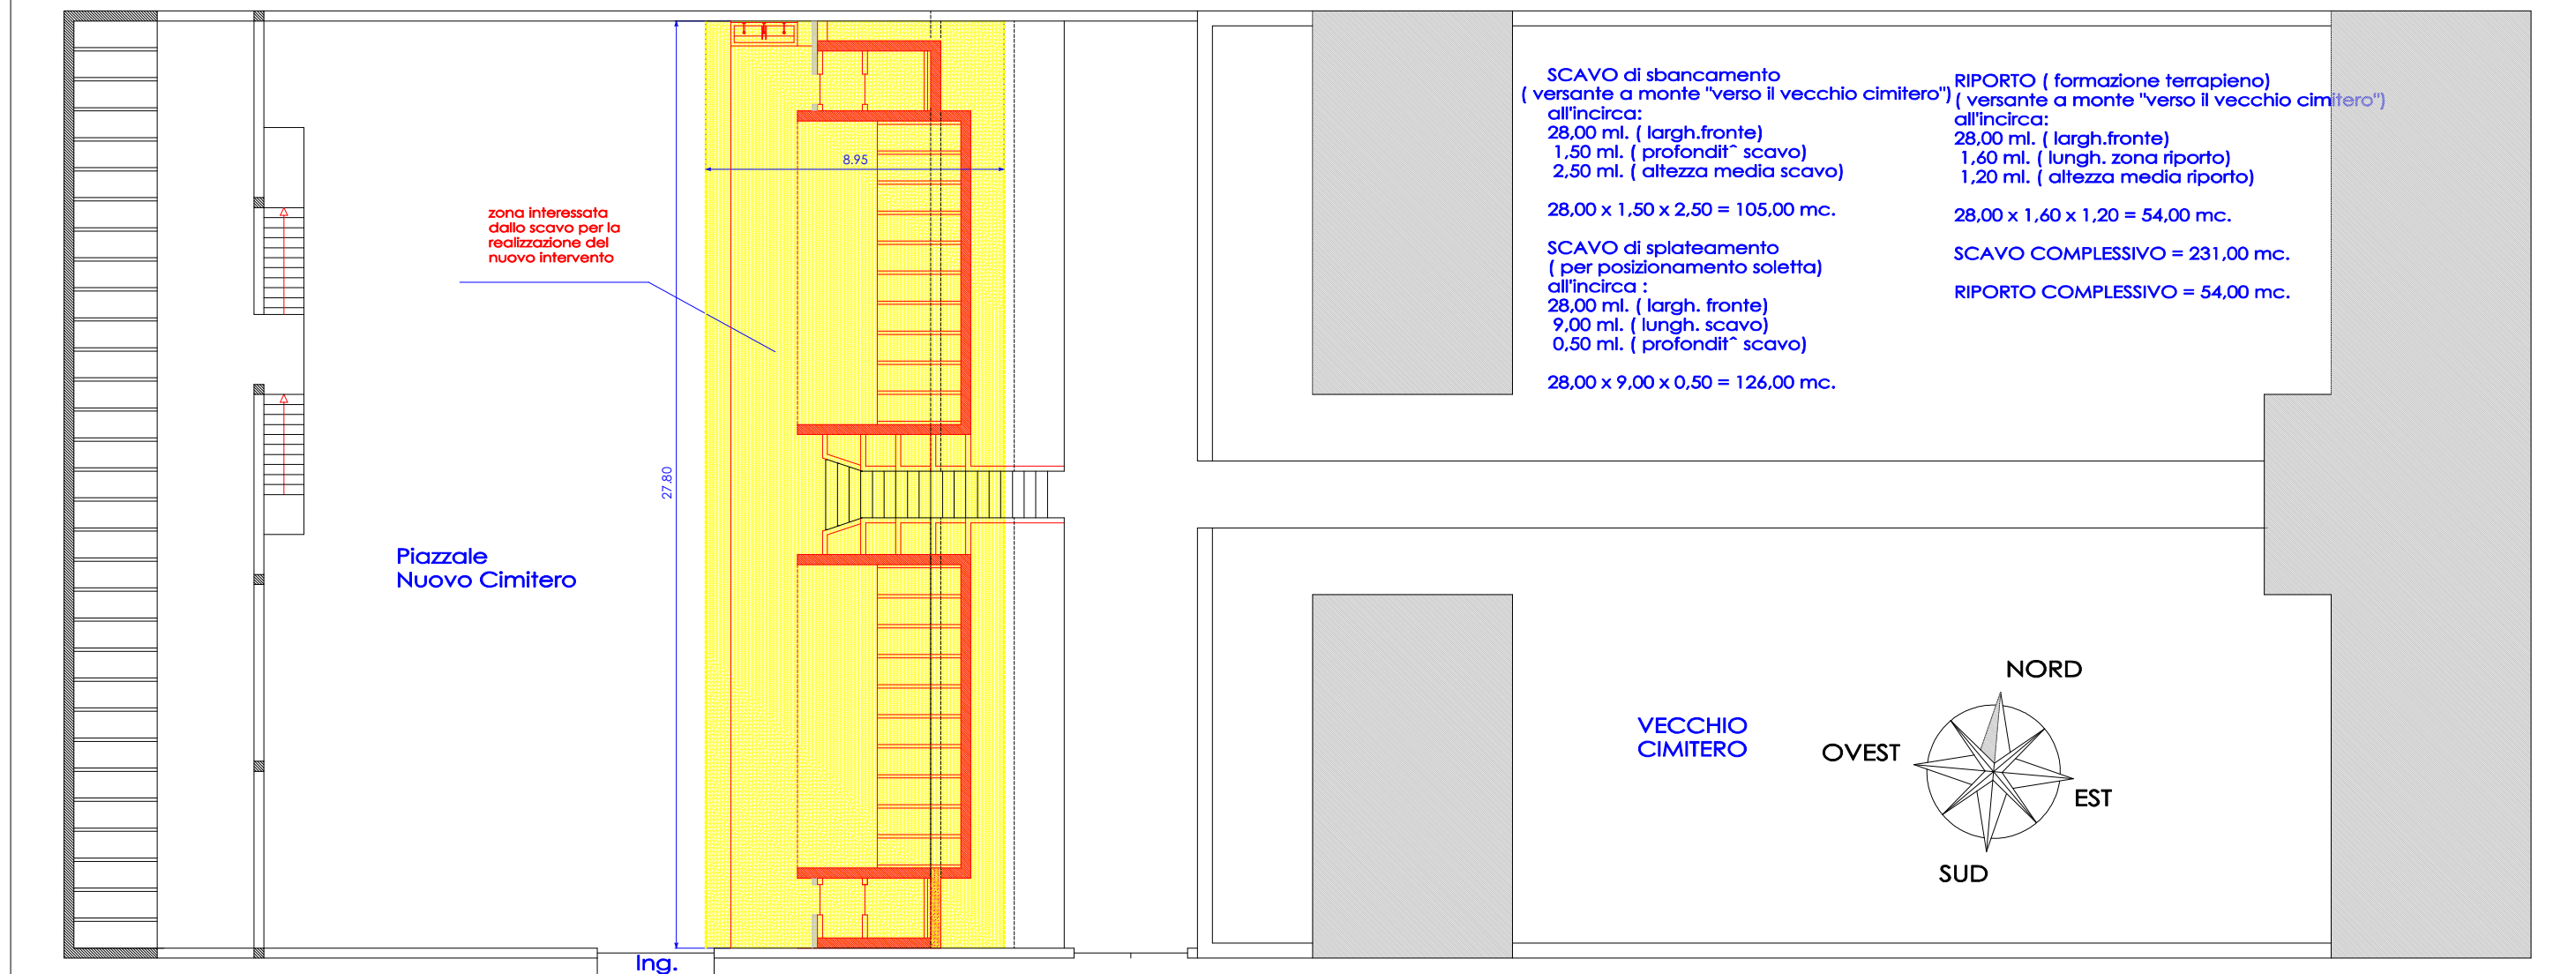 SCAVO di sbancamento
( versante a monte "verso il vecchio cimitero")
all'incirca:
28,00 ml. ( largh.fronte)
1,50 ml. ( profondit^ scavo)
2,50 ml. ( altezza media scavo)
28,00 x 1,50 x 2,50 = 105,00 mc.
SCAVO di splateamento
( per posizionamento soletta)
all'incirca :
28,00 ml. ( largh. fronte)
9,00 ml. ( lungh. scavo)
0,50 ml. ( profondit^ scavo)
28,00 x 9,00 x 0,50 = 126,00 mc.
RIPORTO ( formazione terrapieno)
( versante a monte "verso il vecchio cimitero")
all'incirca:
28,00 ml. ( largh.fronte)
1,60 ml. ( lungh. zona riporto)
1,20 ml. ( altezza media riporto)
28,00 x 1,60 x 1,20 = 54,00 mc.
SCAVO COMPLESSIVO = 231,00 mc.
RIPORTO COMPLESSIVO = 54,00 mc.
8.95
zona interessata
dallo scavo per la
realizzazione del
nuovo intervento
27.80
Piazzale
Nuovo Cimitero
VECCHIO
CIMITERO
NORD
OVEST
EST
SUD
Ing.